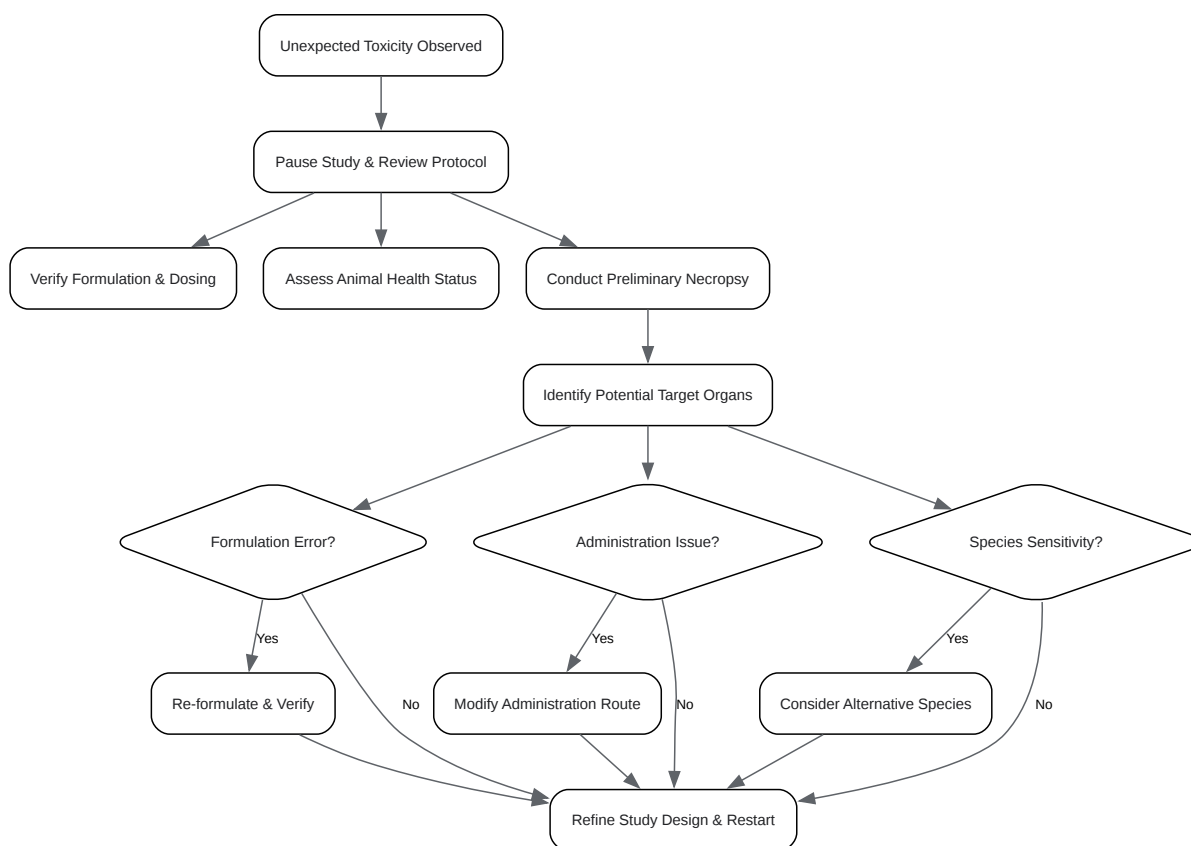 Unexpected Toxicity Observed
Pause Study & Review Protocol
Verify Formulation & Dosing
Assess Animal Health Status
Conduct Preliminary Necropsy
Identify Potential Target Organs
Formulation Error?
Administration Issue?
Species Sensitivity?
Yes
Yes
Yes
Re-formulate & Verify
No
Modify Administration Route
No
Consider Alternative Species
No
Refine Study Design & Restart